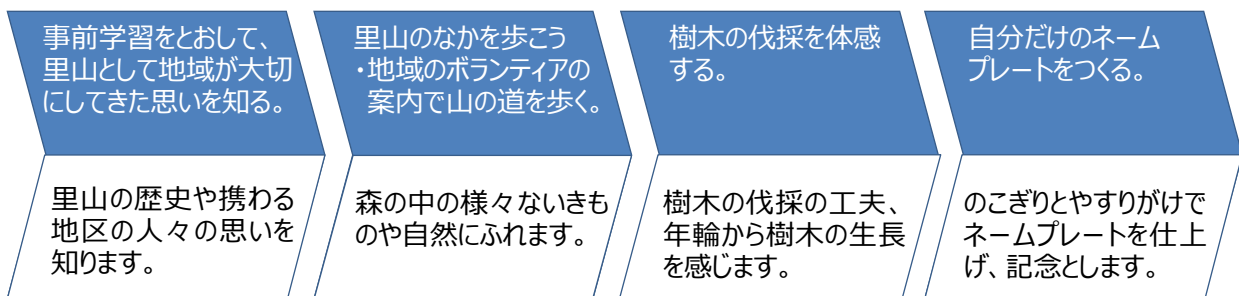 事前学習をとおして、
里山として地域が大切
にしてきた思いを知る。
里山の歴史や携わる
地区の人々の思いを
知ります。
里山のなかを歩こう
・地域のボランティアの
案内で山の道を歩く。
森の中の様々ないきも
のや自然にふれます。
樹木の伐採を体感
する。
樹木の伐採の工夫、
年輪から樹木の生長
を感じます。
自分だけのネーム
プレートをつくる。
のこぎりとやすりがけで
ネームプレートを仕上
げ、記念とします。